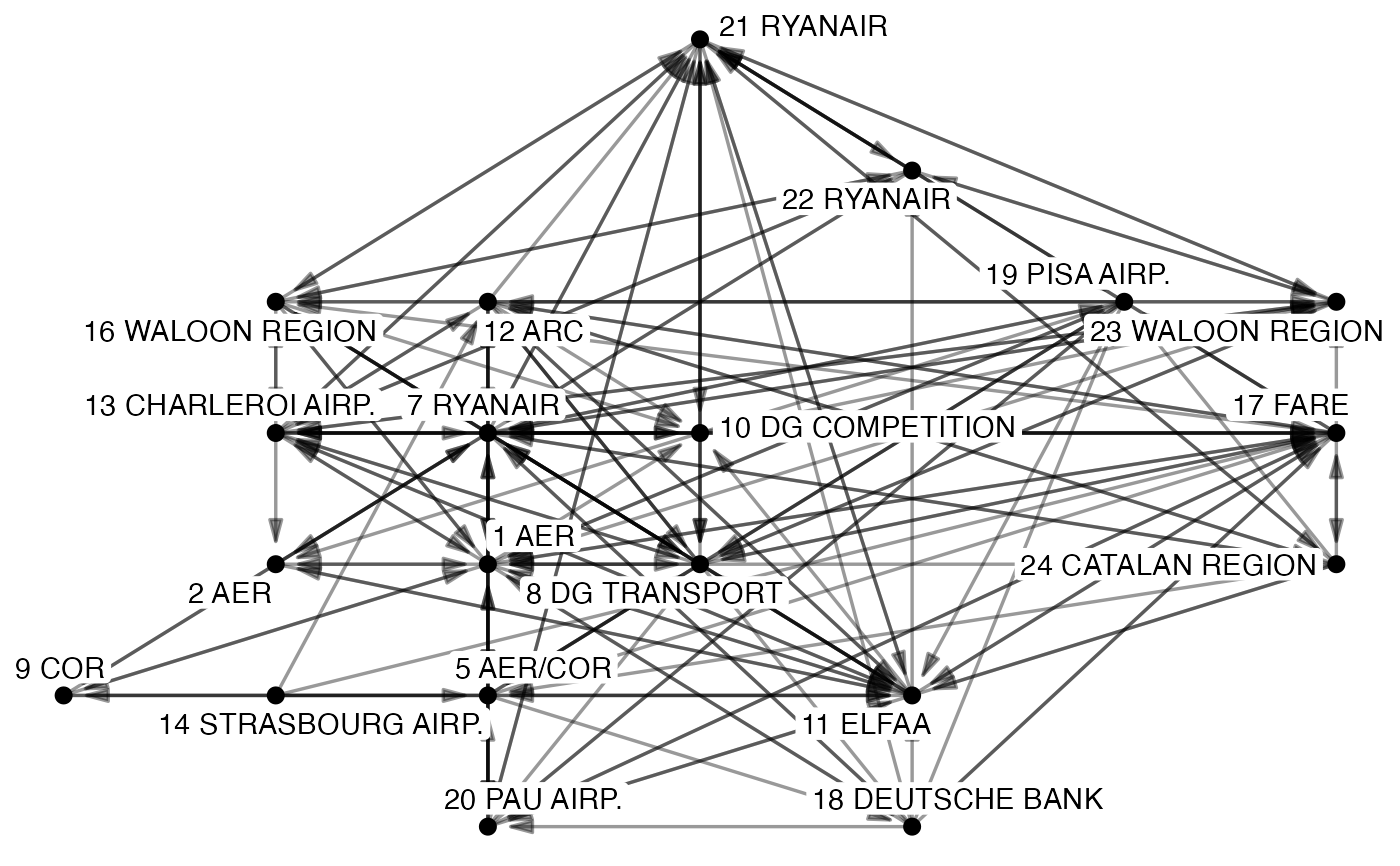 21 RYANAIR
22 RYANAIR
19 PISA AIRP.
16 WALOON REGION
12 ARC
23 WALOON REGION
13 CHARLEROI AIRP.
7 RYANAIR
10 DG COMPETITION
17 FARE
1 AER
2 AER
8 DG TRANSPORT
24 CATALAN REGION
9 COR
5 AER/COR
14 STRASBOURG AIRP.
11 ELFAA
20 PAU AIRP.
18 DEUTSCHE BANK